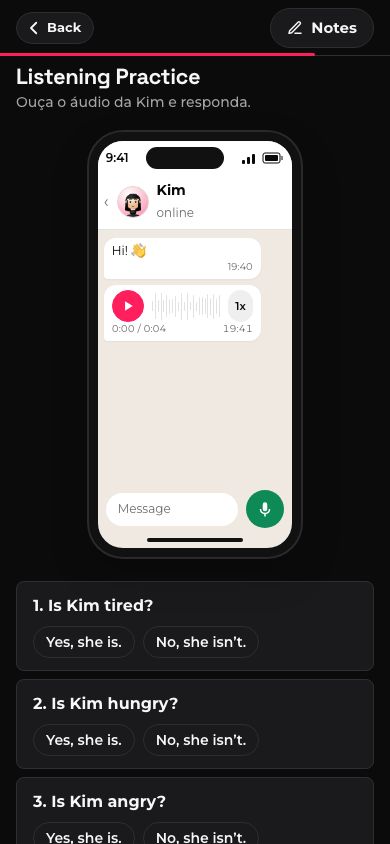 Back
Notes
Listening Practice
Ouça o áudio da Kim e responda.
9:41
Kim
online
Hi! 👋
19:40
1x
0:00 / 0:04
19:41
Message
1. Is Kim tired?
Yes, she is.
No, she isn't.
2. Is Kim hungry?
Yes, she is.
No, she isn't.
3. Is Kim angry?
Yes, she is.
No, she isn't.